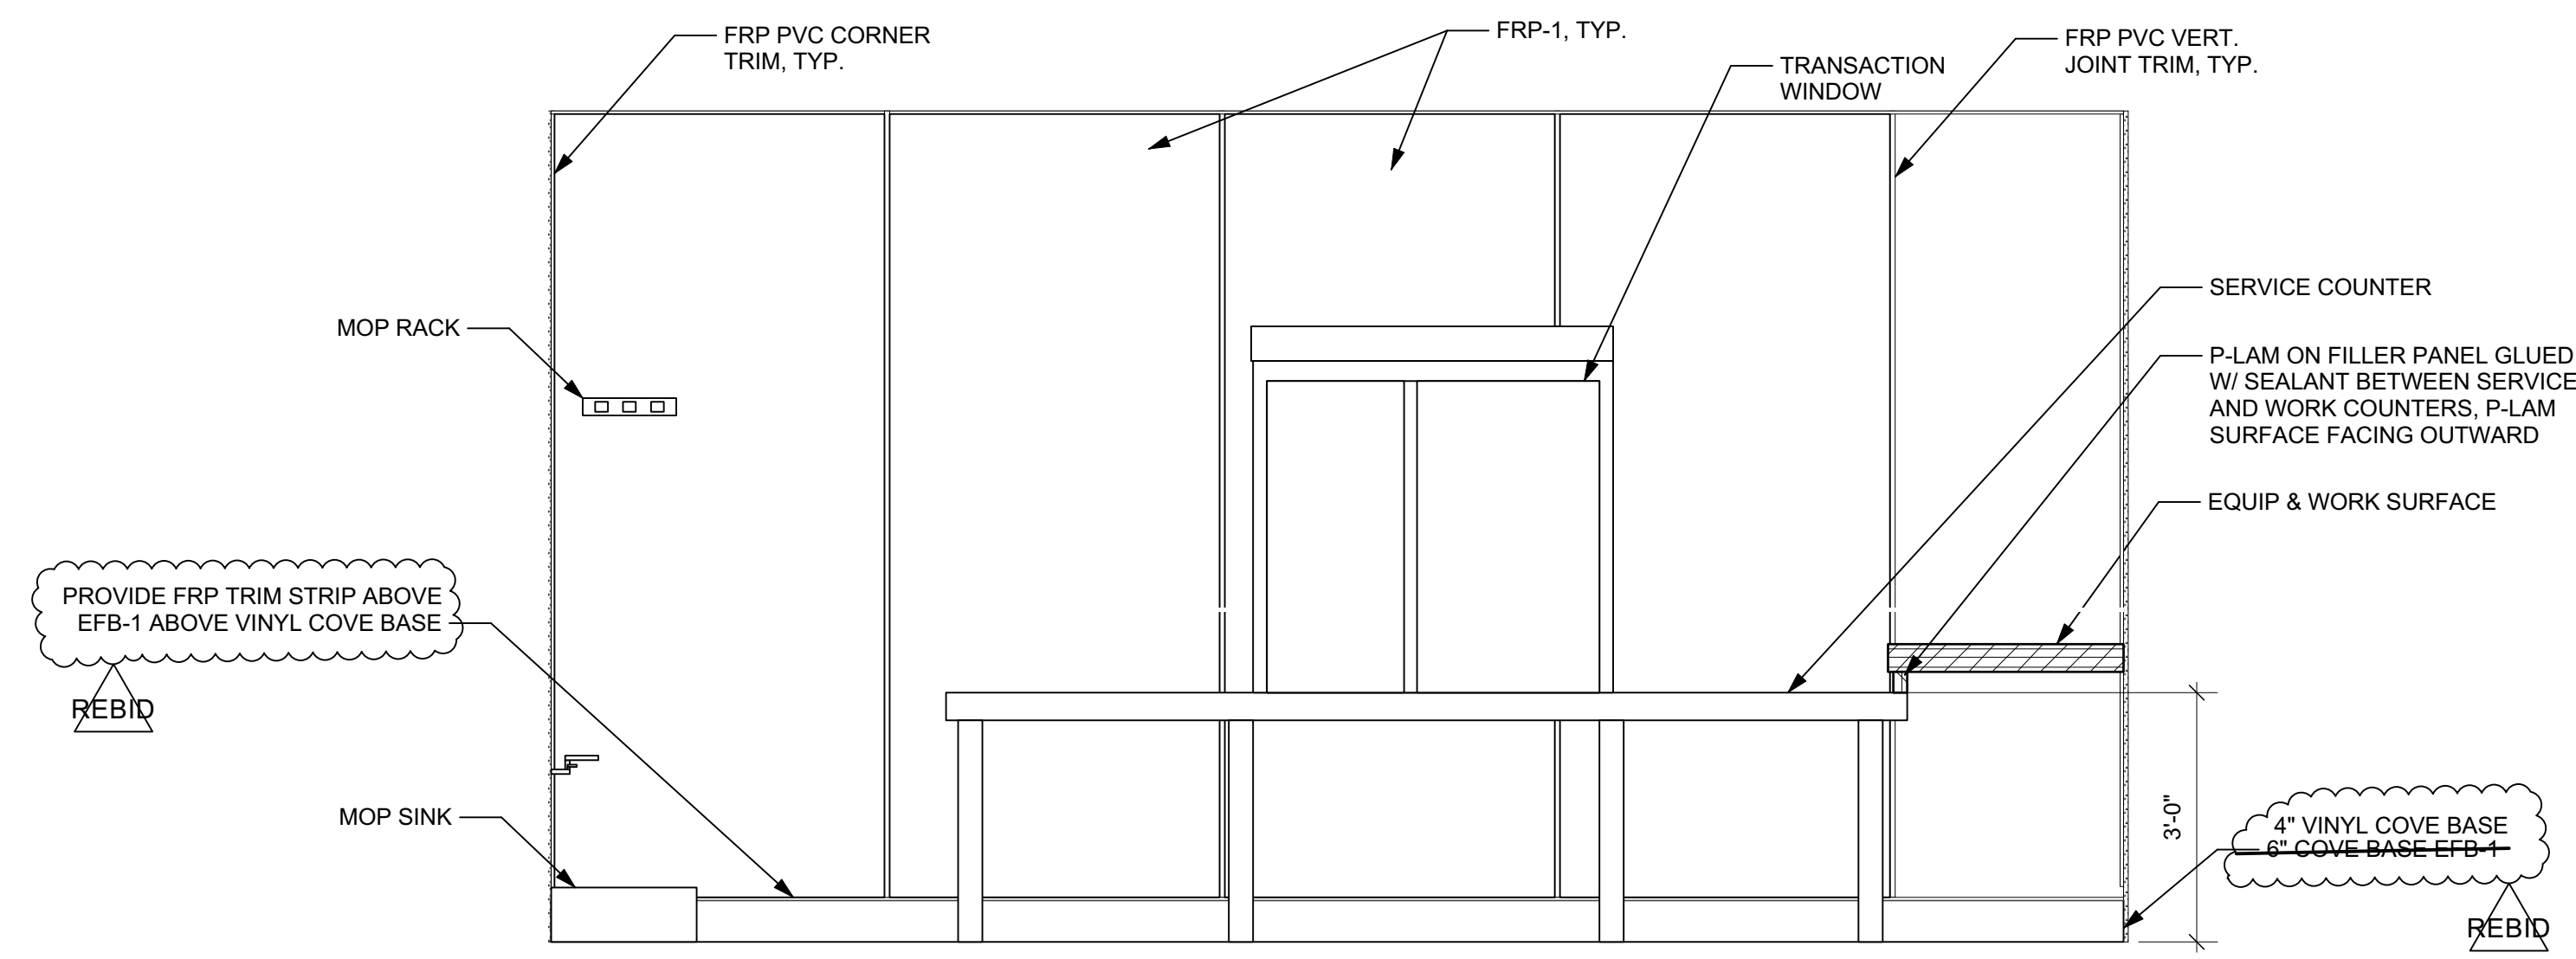 FRP PVC CORNER
TRIM, TYP.
FRP-1, TYP.
TRANSACTION
WINDOW
FRP PVC VERT.
JOINT TRIM, TYP.
SERVICE COUNTER
MOP RACK
P-LAM ON FILLER PANEL GLUED
W/ SEALANT BETWEEN SERVICE
AND WORK COUNTERS, P-LAM
SURFACE FACING OUTWARD
EQUIP & WORK SURFACE
PROVIDE FRP TRIM STRIP ABOVE
EFB-1 ABOVE VINYL COVE BASE
REBID
MOP SINK
3'-0"
4" VINYL COVE BASE
6" COVE BASE EFB-1
REBID